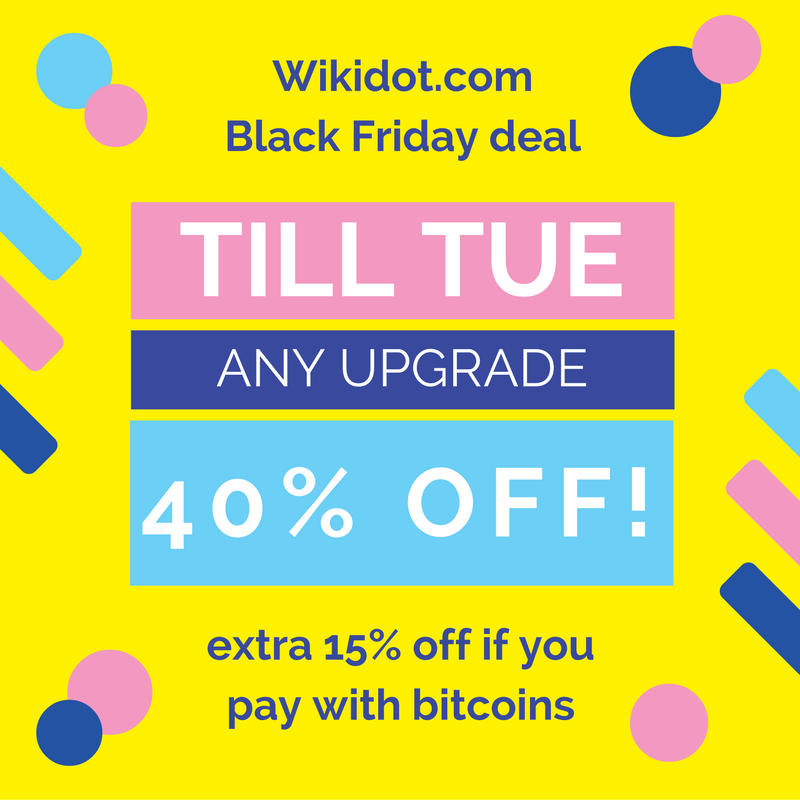 Wikidot.com
Black Friday deal
TILL TUE
ANY UPGRADE
40% OFF!
extra 15% off if you
pay with bitcoins